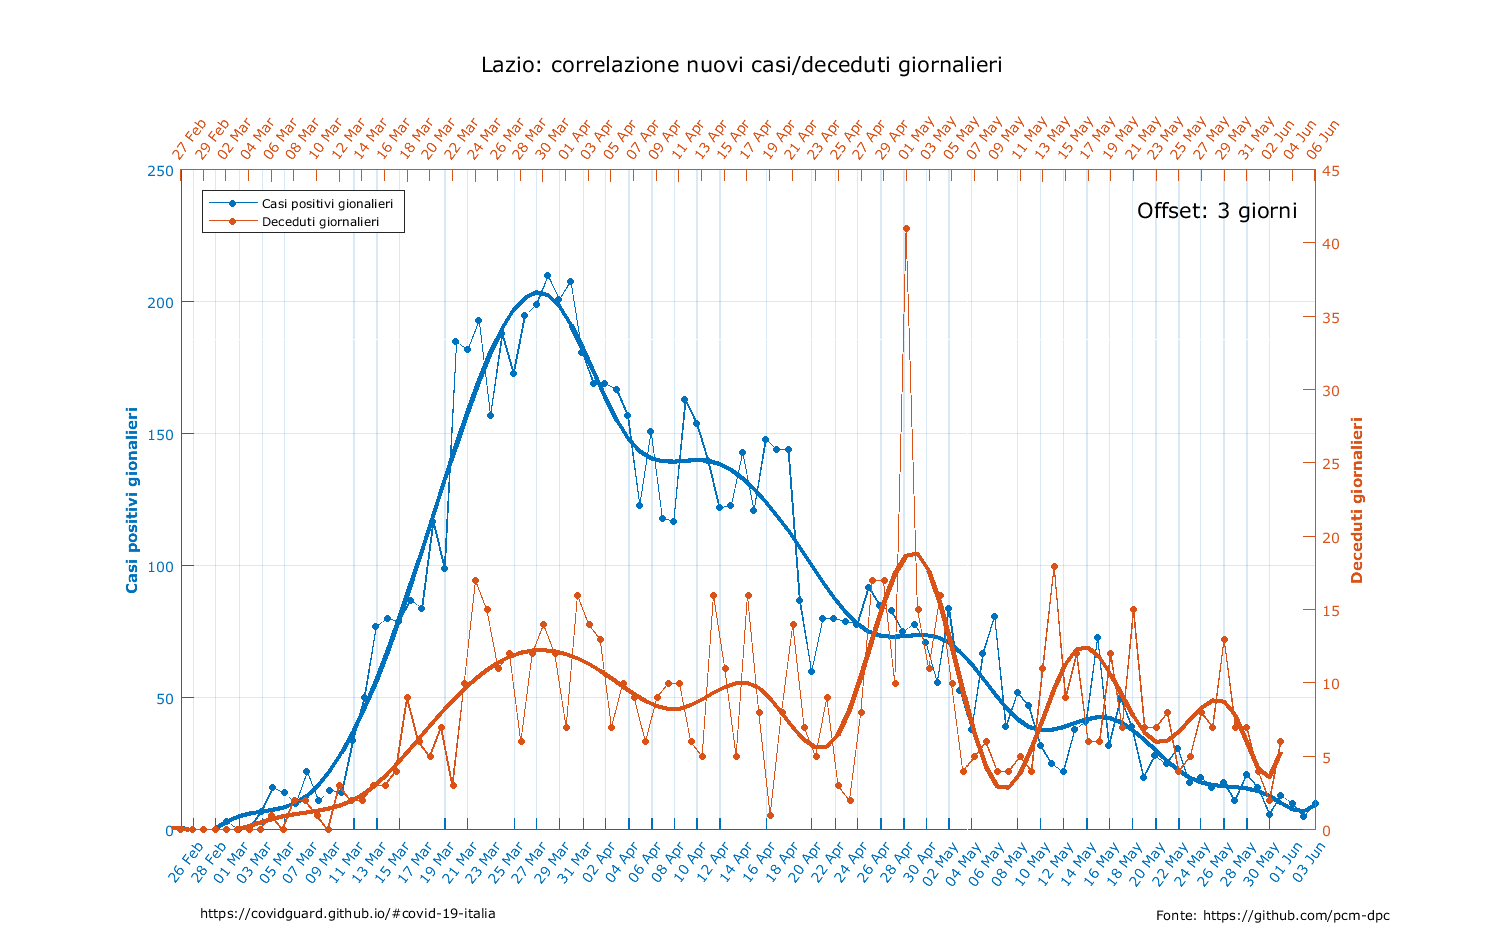 Lazio: correlazione nuovi casi/deceduti giornalieri
27 Feb 29 Feb 02 Mar 04 Mar 06 Mar 08 Mar 10 Mar 12 Mar 14 Mar 16 Mar 18 Mar 20 Mar 22 Mar 24 Mar 26 Mar 28 Mar 30 Mar 01 Apr 03 Apr 05 Apr 07 Apr 09 Apr 11 Apr 13 Apr 15 Apr 17 Apr 19 Apr 21 Apr 23 Apr 25 Apr 27 Apr 29 Apr 01 May 03 May 05 May 07 May 09 May 11 May 13 May 15 May 17 May 19 May 21 May 23 May 25 May 27 May 29 May 31 May 02 Jun 04 Jun 06 Jun
Casi positivi gionalieri
Deceduti giornalieri
Offset: 3 giorni
250
200
150
100
50
0
Casi positivi gionalieri
45
40
35
30
25
20
15
10
5
0
Deceduti giornalieri
26 Feb 28 Feb 01 Mar 03 Mar 05 Mar 07 Mar 09 Mar 11 Mar 13 Mar 15 Mar 17 Mar 19 Mar 21 Mar 23 Mar 25 Mar 27 Mar 29 Mar 31 Mar 02 Apr 04 Apr 06 Apr 08 Apr 10 Apr 12 Apr 14 Apr 16 Apr 18 Apr 20 Apr 22 Apr 24 Apr 26 Apr 28 Apr 30 Apr 02 May 04 May 06 May 08 May 10 May 12 May 14 May 16 May 18 May 20 May 22 May 24 May 26 May 28 May 30 May 01 Jun 03 Jun
https://covidguard.github.io/#covid-19-italia
Fonte: https://github.com/pcm-dpc